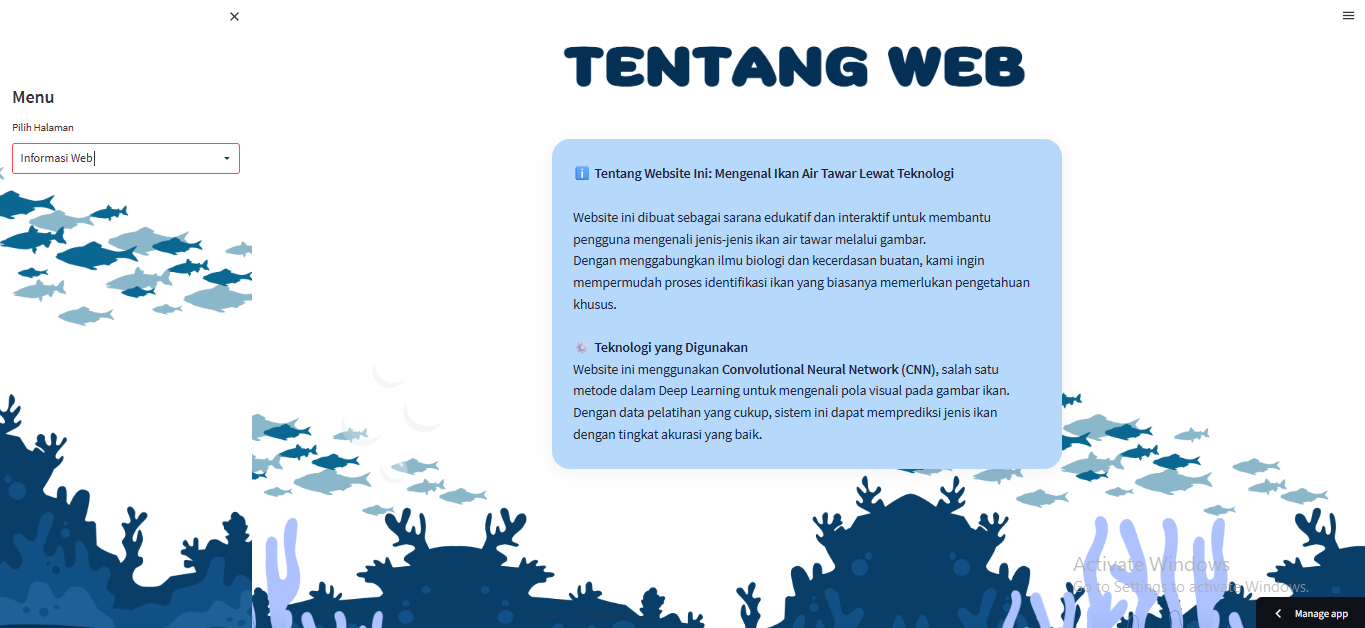 Menu
Pilih Halaman
Informasi Web
TENTANG WEB
Tentang Website Ini: Mengenal Ikan Air Tawar Lewat Teknologi
Website ini dibuat sebagai sarana edukatif dan interaktif untuk membantu
pengguna mengenali jenis-jenis ikan air tawar melalui gambar.
Dengan menggabungkan ilmu biologi dan kecerdasan buatan, kami ingin
mempermudah proses identifikasi ikan yang biasanya memerlukan pengetahuan
khusus.
Teknologi yang Digunakan
Website ini menggunakan Convolutional Neural Network (CNN), salah satu
metode dalam Deep Learning untuk mengenali pola visual pada gambar ikan.
Dengan data pelatihan yang cukup, sistem ini dapat memprediksi jenis ikan
dengan tingkat akurasi yang baik.
Activate Windows
Go to Settings to activate Windows.
Manage app